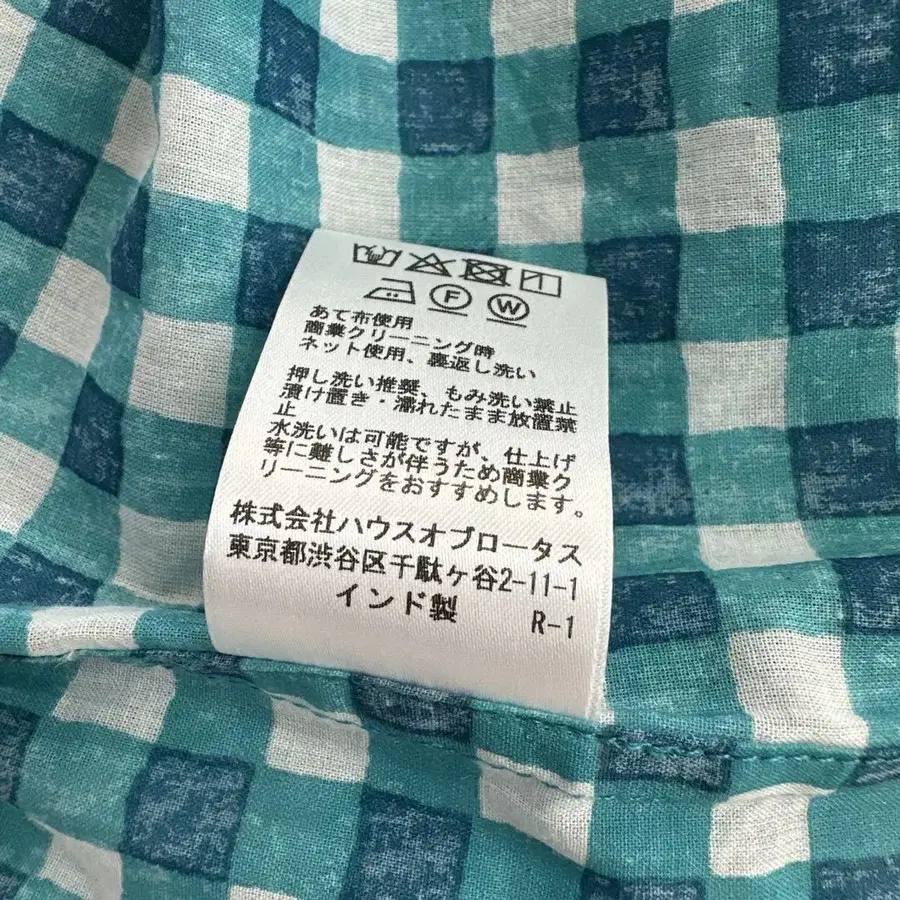 1
F W
あて布使用
商業クリーニング時
ネット使用、裏返し洗い
押し洗い推奨、もみ洗い禁止
漬け置き・濡れたまま放置禁
止
水洗いは可能ですが、仕上げ
等に難しさが伴うため商業ク
リーニングをおすすめします。
株式会社ハウスオブロータス
東京都渋谷区千駄ヶ谷2-11-1
インド製 R-1